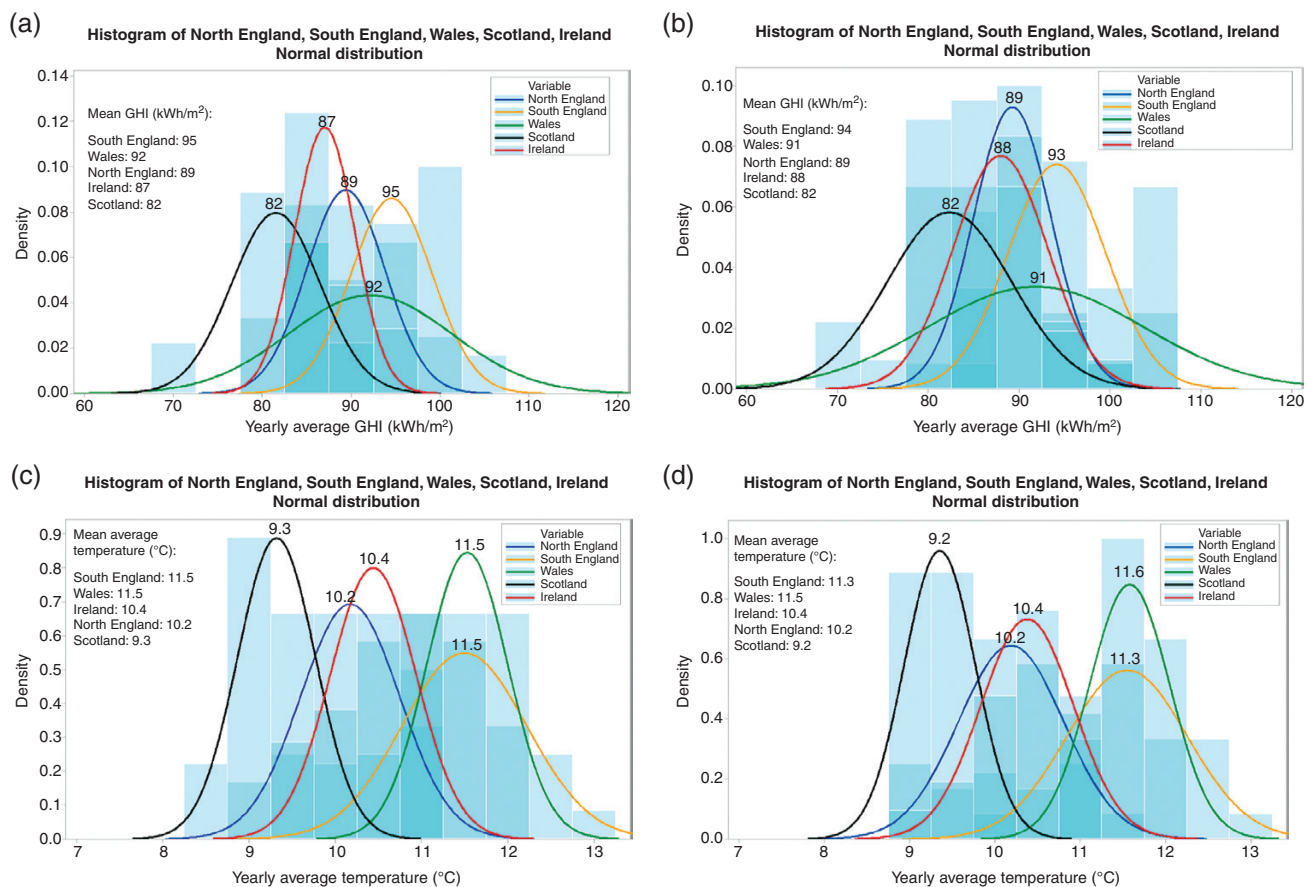 (a)
Histogram of North England, South England, Wales, Scotland, Ireland
Normal distribution
0.14
0.12
0.10
0.08
0.06
0.04
0.02
0.00
Density
Mean GHI (kWh/m²):
South England: 95
Wales: 92
North England: 89
Ireland: 87
Scotland: 82
Variable
North England
South England
Wales
Scotland
Ireland
87
89
95
82
92
60 70 80 90 100 110 120
Yearly average GHI (kWh/m²)
(b)
Histogram of North England, South England, Wales, Scotland, Ireland
Normal distribution
0.10
0.08
0.06
0.04
0.02
0.00
Density
Mean GHI (kWh/m²):
South England: 94
Wales: 91
North England: 89
Ireland: 88
Scotland: 82
Variable
North England
South England
Wales
Scotland
Ireland
89
88
93
82
91
60 70 80 90 100 110 120
Yearly average GHI (kWh/m²)
(c)
Histogram of North England, South England, Wales, Scotland, Ireland
Normal distribution
0.9
0.8
0.7
0.6
0.5
0.4
0.3
0.2
0.1
0.0
Density
Mean average
temperature (°C):
South England: 11.5
Wales: 11.5
Ireland: 10.4
North England: 10.2
Scotland: 9.3
Variable
North England
South England
Wales
Scotland
Ireland
9.3
10.4
11.5
10.2
11.5
7 8 9 10 11 12 13
Yearly average temperature (°C)
(d)
Histogram of North England, South England, Wales, Scotland, Ireland
Normal distribution
1.0
0.8
0.6
0.4
0.2
0.0
Density
Mean average
temperature (°C):
South England: 11.3
Wales: 11.5
Ireland: 10.4
North England: 10.2
Scotland: 9.2
Variable
North England
South England
Wales
Scotland
Ireland
9.2
11.6
10.4
10.2
11.3
7 8 9 10 11 12 13
Yearly average temperature (°C)